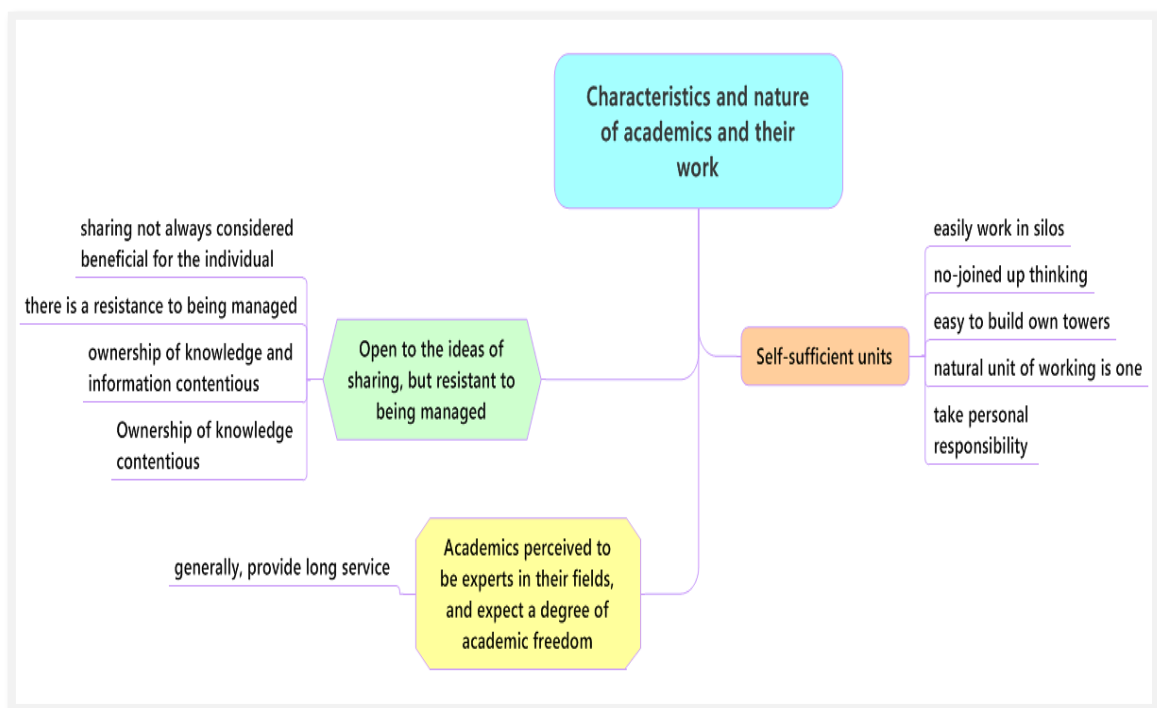 Characteristics and nature
of academics and their
work
sharing not always considered
beneficial for the individual
there is a resistance to being managed
ownership of knowledge and
information contentious
Ownership of knowledge
contentious
Open to the ideas of
sharing, but resistant to
being managed
Self-sufficient units
easily work in silos
no-joined up thinking
easy to build own towers
natural unit of working is one
take personal
responsibility
generally, provide long service
Academics perceived to
be experts in their fields,
and expect a degree of
academic freedom